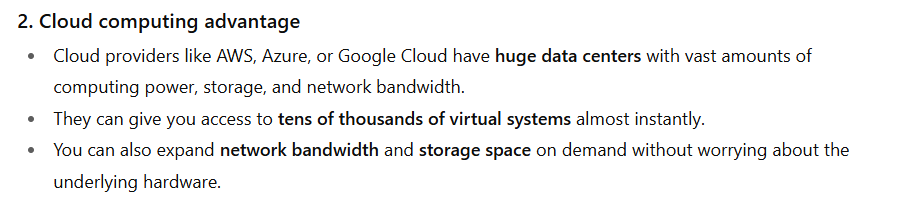 2. Cloud computing advantage
• Cloud providers like AWS, Azure, or Google Cloud have huge data centers with vast amounts of
computing power, storage, and network bandwidth.
• They can give you access to tens of thousands of virtual systems almost instantly.
• You can also expand network bandwidth and storage space on demand without worrying about the
underlying hardware.